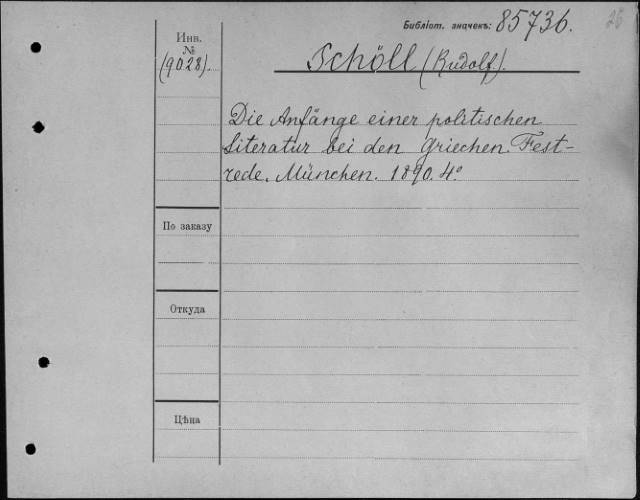 Библіот. значекъ: 85736.
26
Инв.
№
(9028).
Schöll (Rudolf).
Die Anfänge einer politischen
Literatur bei den Griechen. Fest-
rede. München. 1890. 4º
По заказу
Откуда
Цѣна